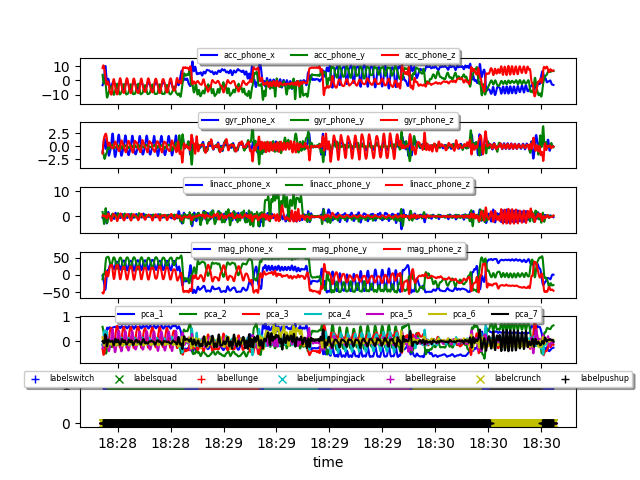 acc_phone_x acc_phone_y acc_phone_z
10
0
−10
gyr_phone_x gyr_phone_y gyr_phone_z
2.5
0.0
−2.5
linacc_phone_x linacc_phone_y linacc_phone_z
10
0
mag_phone_x mag_phone_y mag_phone_z
50
0
−50
pca_1 pca_2 pca_3 pca_4 pca_5 pca_6 pca_7
1
0
labelswitch labelsquad labellunge labeljumpingjack labellegraise labelcrunch labelpushup
0
18:28 18:28 18:29 18:29 18:29 18:29 18:30 18:30 18:30
time